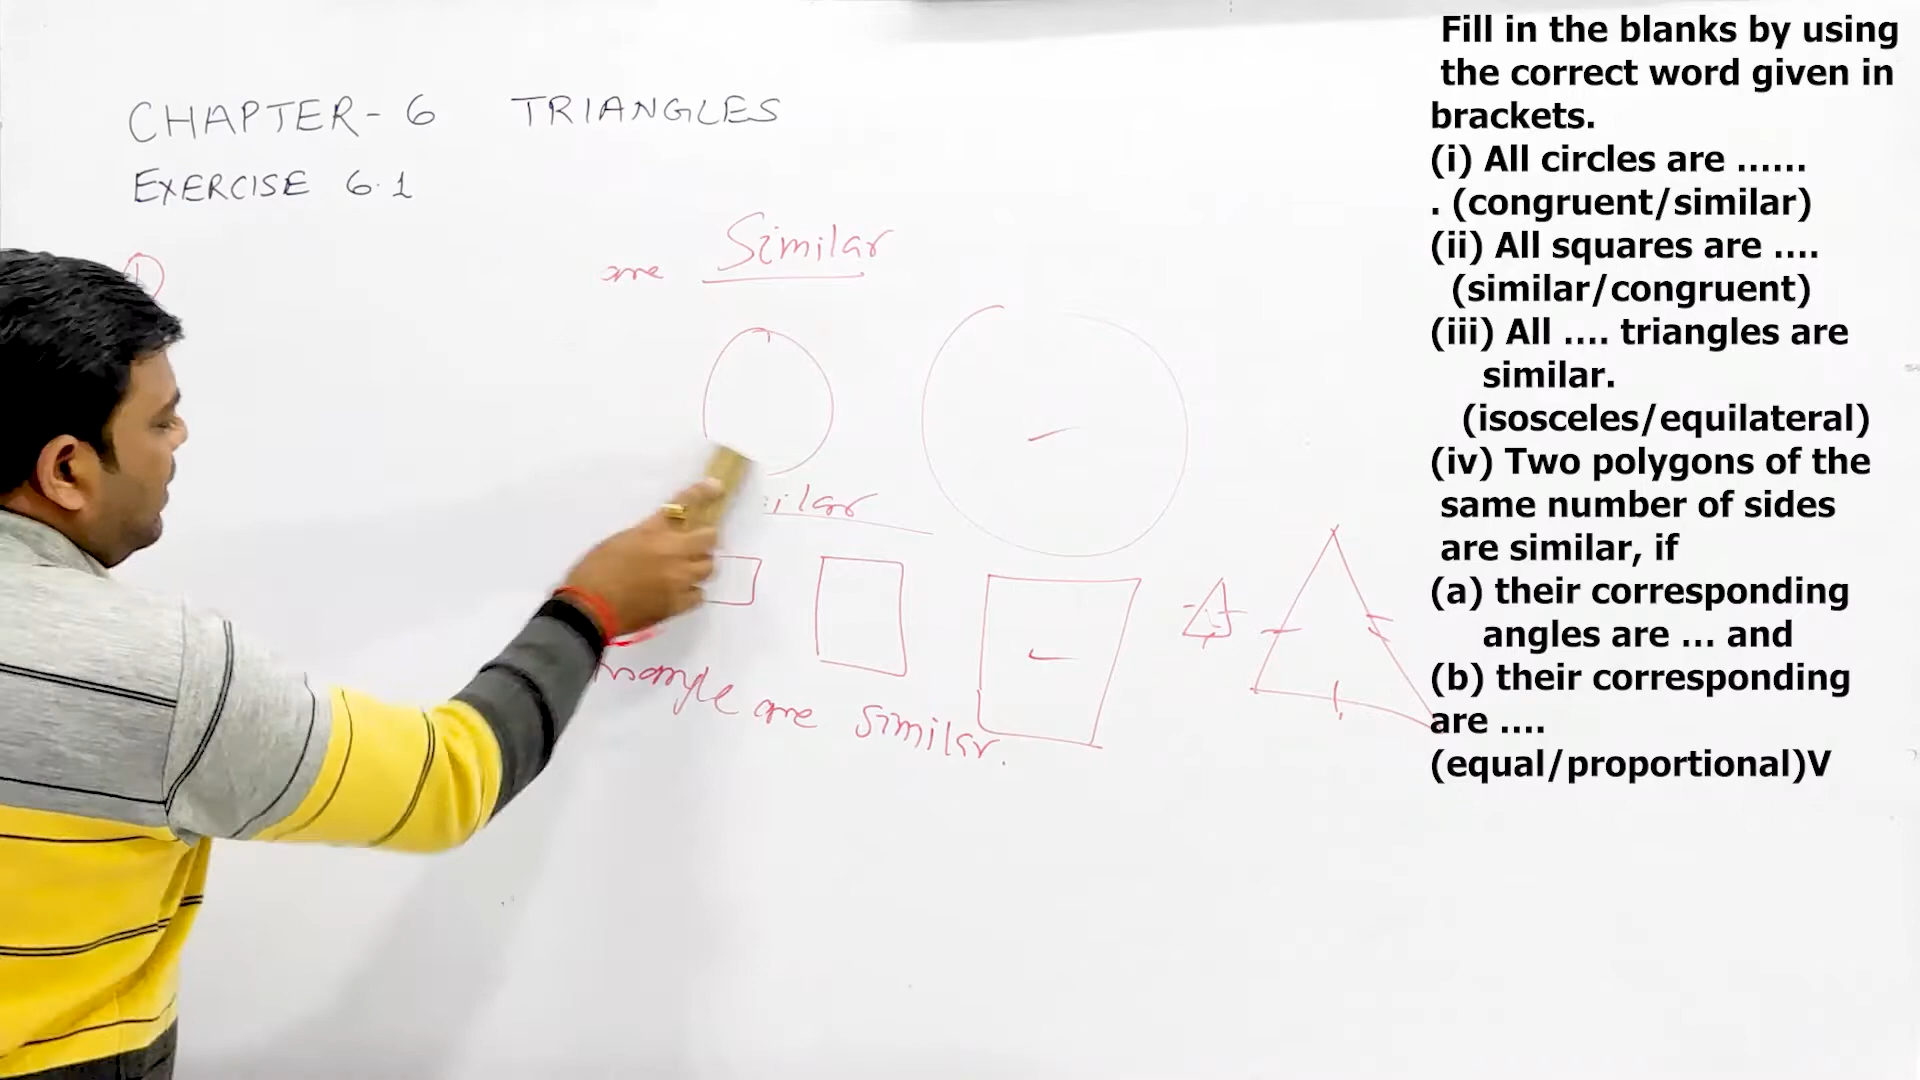 CHAPTER- 6 TRIANGLES
EXERCISE 6.1
1
are Similar
ilar
triangle are similar.
Fill in the blanks by using
the correct word given in
brackets.
(i) All circles are ......
. (congruent/similar)
(ii) All squares are ....
(similar/congruent)
(iii) All .... triangles are
similar.
(isosceles/equilateral)
(iv) Two polygons of the
same number of sides
are similar, if
(a) their corresponding
angles are ... and
(b) their corresponding
are ....
(equal/proportional)V